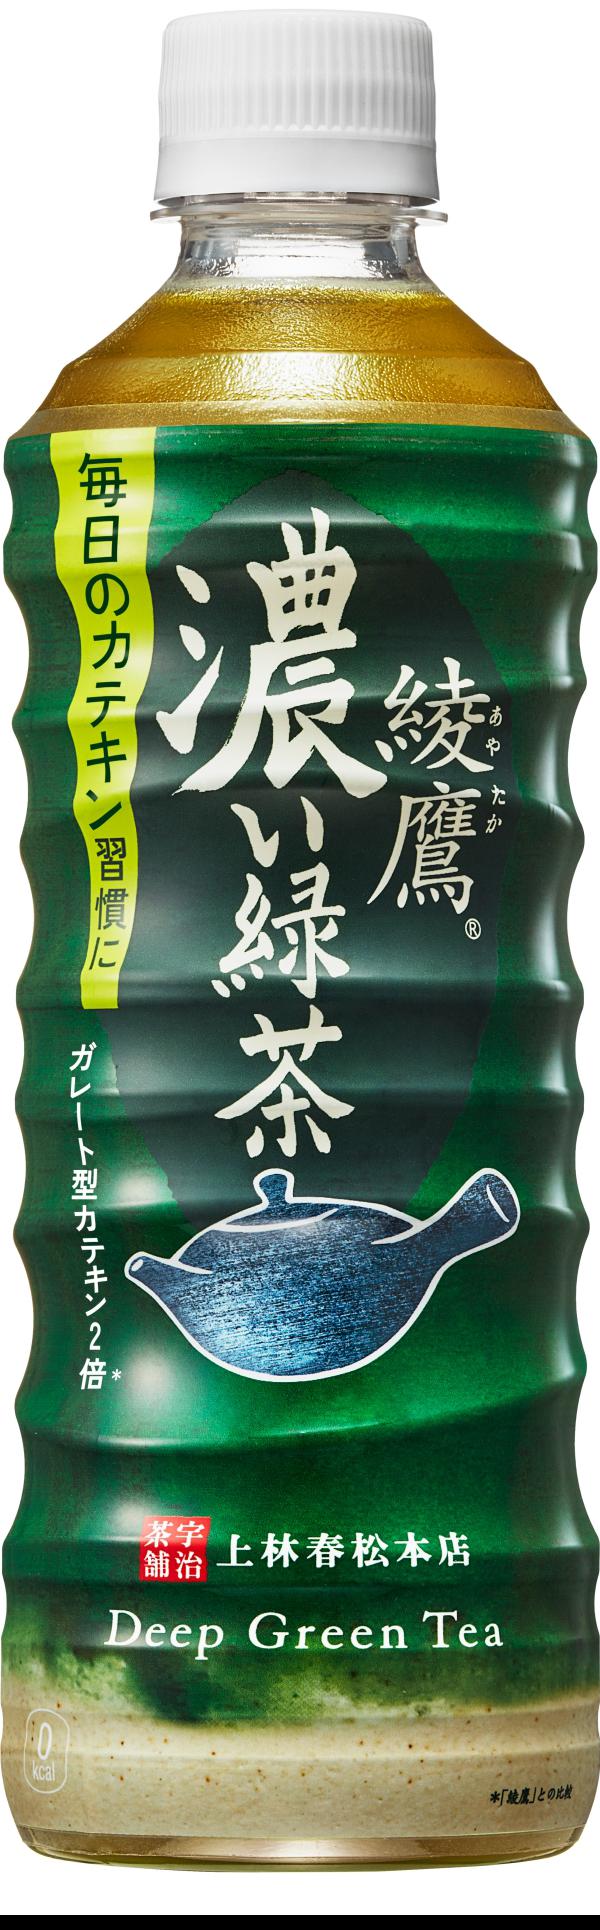 毎日のカテキン習慣に
綾鷹®
あやたか
濃い緑茶
ガレート型カテキン2倍*
宇治
茶舗
上林春松本店
Deep Green Tea
0
kcal
*「綾鷹」との比較